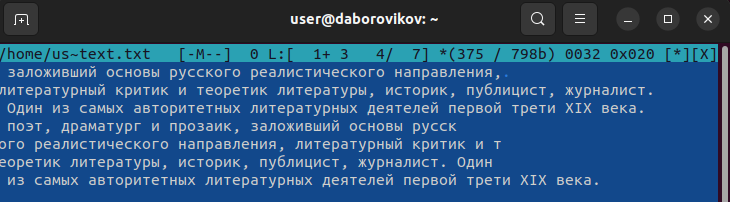 user@daborovikov: ~
/home/us~text.txt   [-M--]  0 L:[  1+ 3   4/  7] *(375 / 798b) 0032 0x020 [*][X]
заложивший основы русского реалистического направления,.
литературный критик и теоретик литературы, историк, публицист, журналист.
Один из самых авторитетных литературных деятелей первой трети XIX века.
поэт, драматург и прозаик, заложивший основы русск
ого реалистического направления, литературный критик и т
еоретик литературы, историк, публицист, журналист. Один
из самых авторитетных литературных деятелей первой трети XIX века.